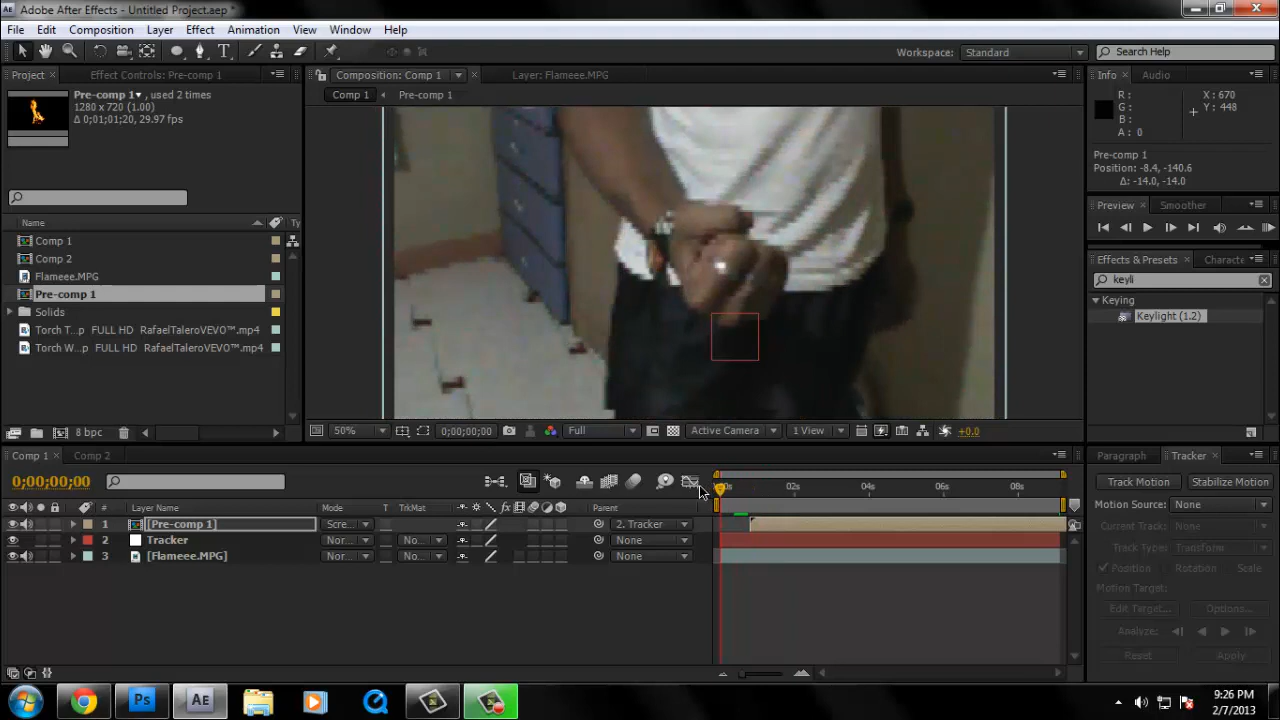 Adobe After Effects - Untitled Project.aep *
File Edit Composition Layer Effect Animation View Window Help
Workspace: Standard Search Help
Project Effect Controls: Pre-comp 1 Composition: Comp 1 Layer: Flameee.MPG Info Audio
Pre-comp 1 , used 2 times
1280 x 720 (1.00)
Δ 0;01;01;20, 29.97 fps
Comp 1 Pre-comp 1
R : X : 670
G : Y : 448
B :
A : 0
Pre-comp 1
Position: -8.4, -140.6
Δ: -14.0, -14.0
Preview Smoother
Name Ty
Comp 1
Comp 2
Flameee.MPG
Pre-comp 1
Solids
Torch T...p FULL HD RafaelTaleroVEVO™.mp4
Torch W...p FULL HD RafaelTaleroVEVO™.mp4
Effects & Presets Characte
keyli
Keying
Keylight (1.2)
8 bpc 50% 0;00;00;00 Full Active Camera 1 View +0.0
Comp 1 Comp 2
0;00;00;00
02s 04s 06s 08s
# Layer Name Mode T TrkMat fx Parent
1 [Pre-comp 1] Scre... 2. Tracker
2 Tracker Nor... No... None
3 [Flameee.MPG] Nor... No... None
Paragraph Tracker
Track Motion Stabilize Motion
Motion Source: None
Current Track: None
Track Type: Transform
Position Rotation Scale
Motion Target:
Edit Target... Options...
Analyze:
Reset Apply
Ps Ae
9:26 PM
2/7/2013